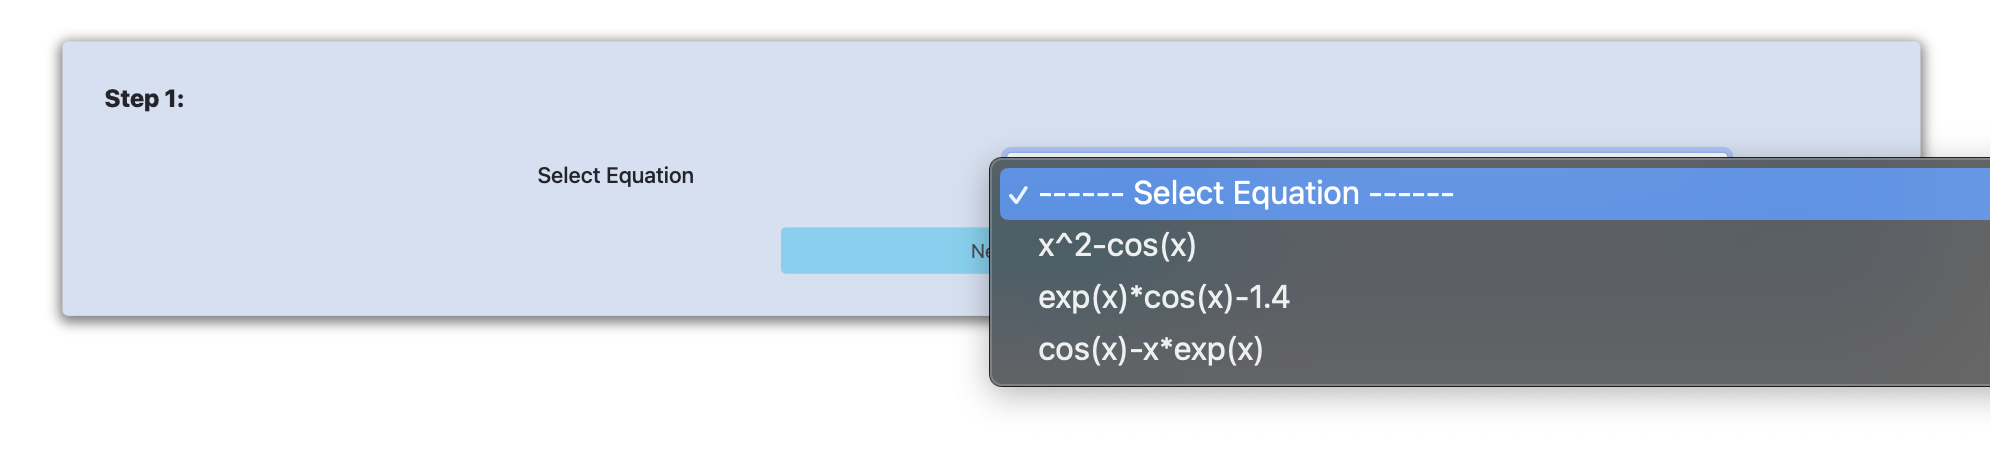 Step 1:
Select Equation
------ Select Equation ------
x^2-cos(x)
exp(x)*cos(x)-1.4
cos(x)-x*exp(x)